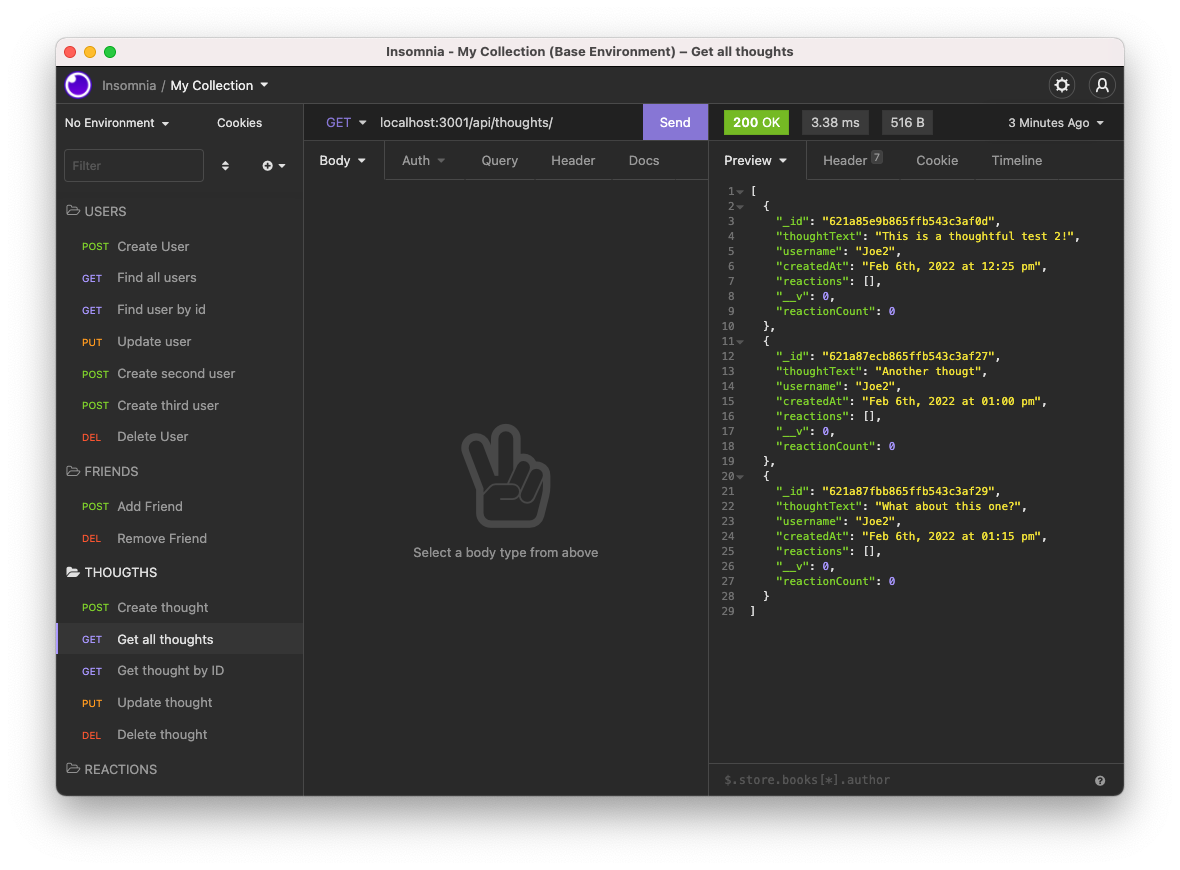 Insomnia - My Collection (Base Environment) – Get all thoughts
Insomnia / My Collection
No Environment Cookies
Filter
USERS
POST Create User
GET Find all users
GET Find user by id
PUT Update user
POST Create second user
POST Create third user
DEL Delete User
FRIENDS
POST Add Friend
DEL Remove Friend
THOUGTHS
POST Create thought
GET Get all thoughts
GET Get thought by ID
PUT Update thought
DEL Delete thought
REACTIONS
GET localhost:3001/api/thoughts/ Send
Body Auth Query Header Docs
Select a body type from above
200 OK 3.38 ms 516 B 3 Minutes Ago
Preview Header 7 Cookie Timeline
1 [
2 {
3 "_id": "621a85e9b865ffb543c3af0d",
4 "thoughtText": "This is a thoughtful test 2!",
5 "username": "Joe2",
6 "createdAt": "Feb 6th, 2022 at 12:25 pm",
7 "reactions": [],
8 "__v": 0,
9 "reactionCount": 0
10 },
11 {
12 "_id": "621a87ecb865ffb543c3af27",
13 "thoughtText": "Another thougt",
14 "username": "Joe2",
15 "createdAt": "Feb 6th, 2022 at 01:00 pm",
16 "reactions": [],
17 "__v": 0,
18 "reactionCount": 0
19 },
20 {
21 "_id": "621a87fbb865ffb543c3af29",
22 "thoughtText": "What about this one?",
23 "username": "Joe2",
24 "createdAt": "Feb 6th, 2022 at 01:15 pm",
25 "reactions": [],
26 "__v": 0,
27 "reactionCount": 0
28 }
29 ]
$.store.books[*].author